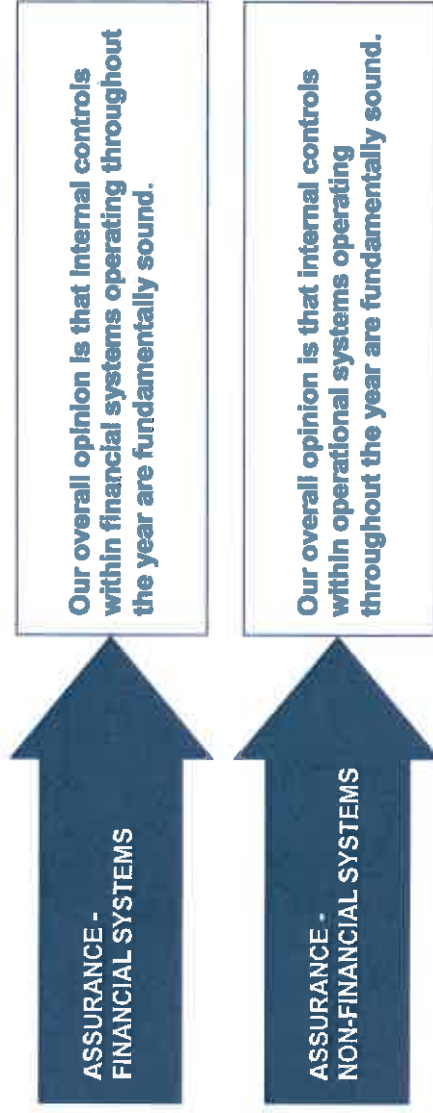 ASSURANCE -
FINANCIAL SYSTEMS
Our overall opinion is that internal controls
within financial systems operating throughout
the year are fundamentally sound.
ASSURANCE -
NON-FINANCIAL SYSTEMS
Our overall opinion is that internal controls
within operational systems operating
throughout the year are fundamentally sound.